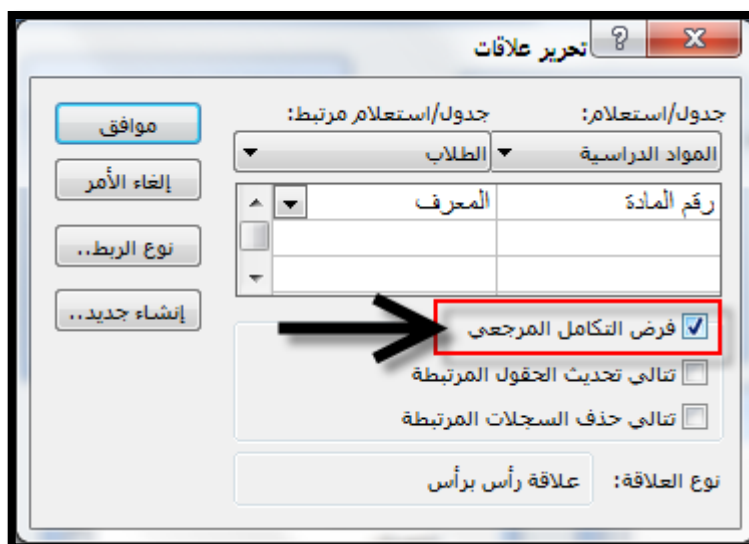 تحرير علاقات
جدول/استعلام: جدول/استعلام مرتبط:
المواد الدراسية الطلاب
رقم المادة المعرف
فرض التكامل المرجعي
تتالي تحديث الحقول المرتبطة
تتالي حذف السجلات المرتبطة
نوع العلاقة: علاقة رأس برأس
موافق
إلغاء الأمر
نوع الربط..
إنشاء جديد..